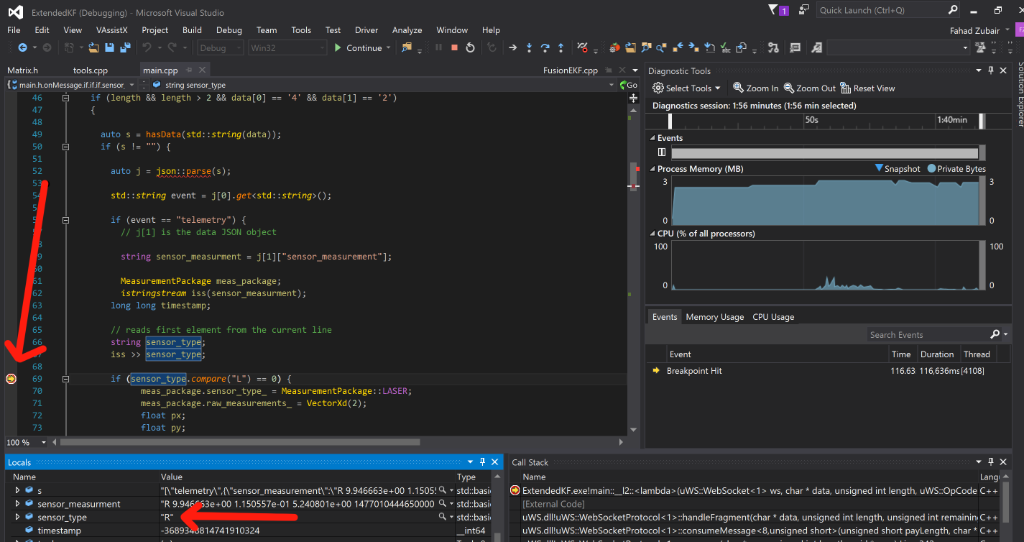 ExtendedKF (Debugging) - Microsoft Visual Studio
1
Quick Launch (Ctrl+Q)
File Edit View VAssistX Project Build Debug Team Tools Test Driver Analyze Window Help
Fahad Zubair
Debug Win32 Continue
Matrix.h tools.cpp main.cpp FusionEKF.cpp
main.h.onMessage.if.if.if.sensor_ string sensor_type Go
46 if (length && length > 2 && data[0] == '4' && data[1] == '2')
47 {
48
49 auto s = hasData(std::string(data));
50 if (s != "") {
51
52 auto j = json::parse(s);
53
54 std::string event = j[0].get<string>();
if (event == "telemetry") {
// j[1] is the data JSON object
string sensor_measurment = j[1]["sensor_measurement"];
60
61 MeasurementPackage meas_package;
62 istringstream iss(sensor_measurment);
63 long long timestamp;
64
65 // reads first element from the current line
66 string sensor_type;
iss >> sensor_type;
68
69 if (sensor_type.compare("L") == 0) {
70 meas_package.sensor_type_ = MeasurementPackage::LASER;
71 meas_package.raw_measurements_ = VectorXd(2);
72 float px;
73 float py;
100 %
Diagnostic Tools
Select Tools Zoom In Zoom Out Reset View
Diagnostics session: 1:56 minutes (1:56 min selected)
50s 1:40min
Events
Process Memory (MB) Snapshot Private Bytes
3 3
0 0
CPU (% of all processors)
100 100
0 0
Events Memory Usage CPU Usage
Search Events
Event Time Duration Thread
Breakpoint Hit 116.63 116,636ms [4108]
Solution Explorer
Locals
Name Value Type
s "[\"telemetry\",{\"sensor_measurement\":\"R 9.946663e+00 1.1505 std::basic
sensor_measurment "R 9.946663e+00 1.150557e-01 5.240801e+00 1477010444650000 std::basic
sensor_type "R" std::basic
timestamp -3689348814741910324 __int64
Call Stack
Name Lang
ExtendedKF.exe!main::__l2::<lambda>(uWS::WebSocket<1> ws, char * data, unsigned int length, uWS::OpCode C++
[External Code]
uWS.dll!uWS::WebSocketProtocol<1>::handleFragment(char * data, unsigned int length, unsigned int remainin C++
uWS.dll!uWS::WebSocketProtocol<1>::consumeMessage<8,unsigned short>(unsigned short payLength, char * C++